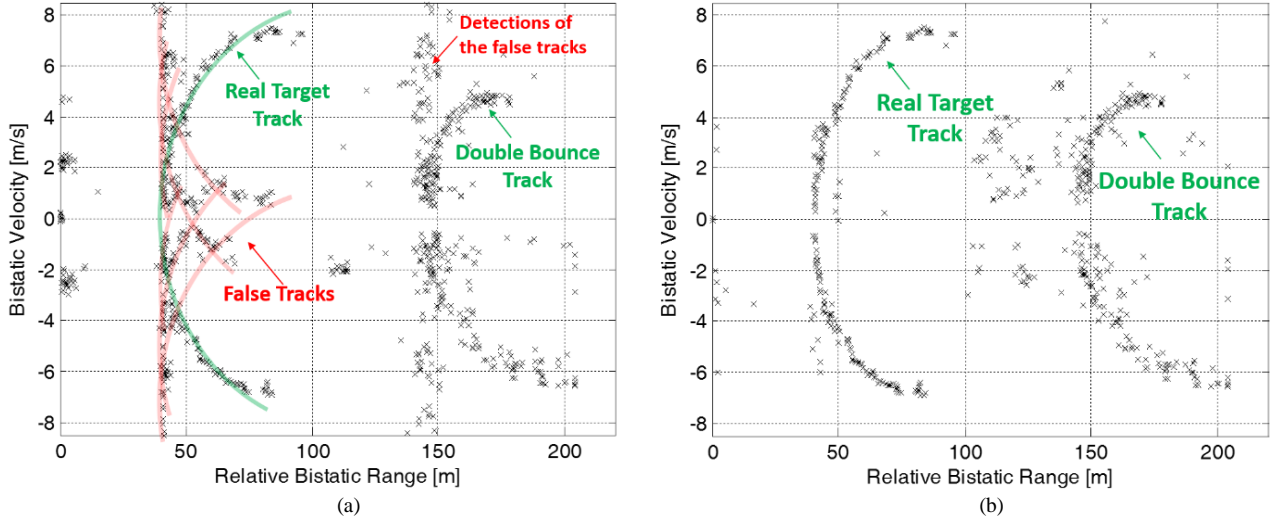 8
6
4
2
0
-2
-4
-6
-8
Bistatic Velocity [m/s]
0
50
100
150
200
Relative Bistatic Range [m]
Real Target
Track
Detections of
the false tracks
Double Bounce
Track
False Tracks
(a)
8
6
4
2
0
-2
-4
-6
-8
Bistatic Velocity [m/s]
0
50
100
150
200
Relative Bistatic Range [m]
Real Target
Track
Double Bounce
Track
(b)